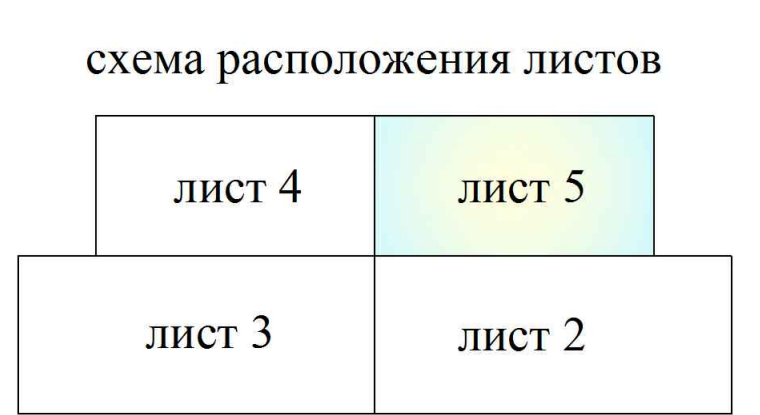 схема расположения листов
лист 4
лист 5
лист 3
лист 2